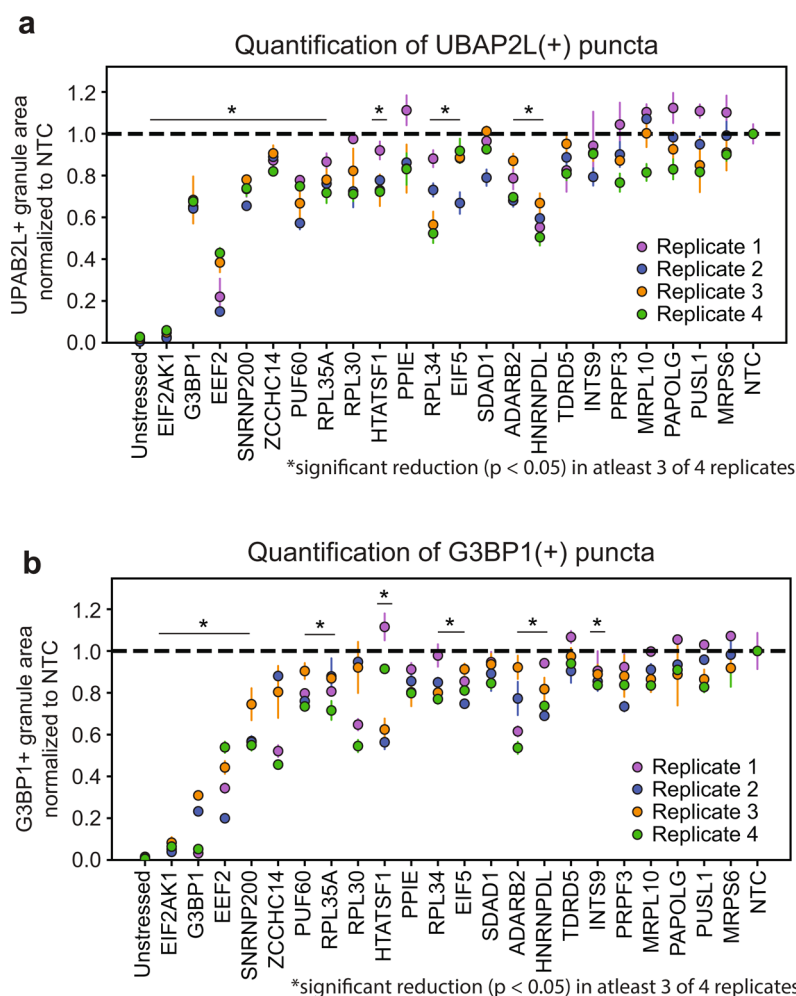 a
Quantification of UBAP2L(+) puncta
UPAB2L+ granule area
normalized to NTC
1.2
1.0
0.8
0.6
0.4
0.2
0.0
* * * *
Replicate 1
Replicate 2
Replicate 3
Replicate 4
Unstressed
EIF2AK1
G3BP1
EEF2
SNRNP200
ZCCHC14
PUF60
RPL35A
RPL30
HTATSF1
PPIE
RPL34
EIF5
SDAD1
ADARB2
HNRNPDL
TDRD5
INTS9
PRPF3
MRPL10
PAPOLG
PUSL1
MRPS6
NTC
*significant reduction (p < 0.05) in atleast 3 of 4 replicates
b
Quantification of G3BP1(+) puncta
G3BP1+ granule area
normalized to NTC
1.2
1.0
0.8
0.6
0.4
0.2
0.0
* * * * * *
Replicate 1
Replicate 2
Replicate 3
Replicate 4
Unstressed
EIF2AK1
G3BP1
EEF2
SNRNP200
ZCCHC14
PUF60
RPL35A
RPL30
HTATSF1
PPIE
RPL34
EIF5
SDAD1
ADARB2
HNRNPDL
TDRD5
INTS9
PRPF3
MRPL10
PAPOLG
PUSL1
MRPS6
NTC
*significant reduction (p < 0.05) in atleast 3 of 4 replicates